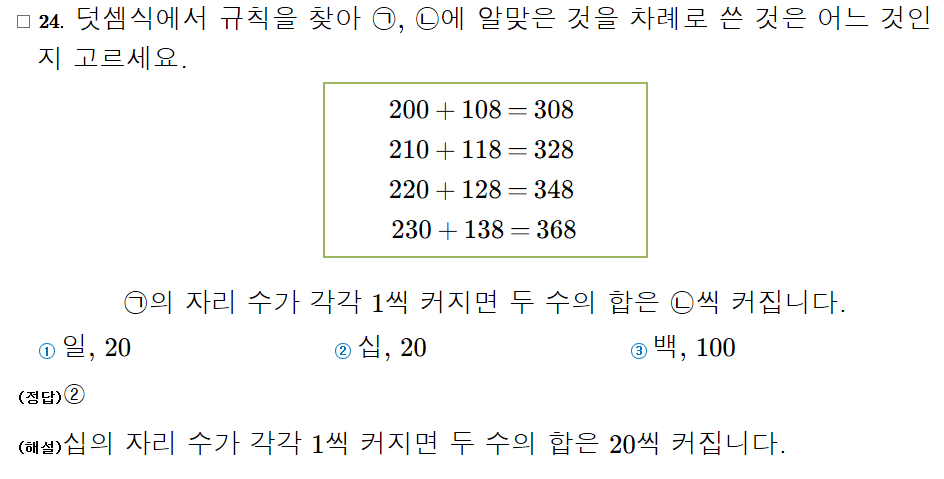 □ 24. 덧셈식에서 규칙을 찾아 ㉠, ㉡에 알맞은 것을 차례로 쓴 것은 어느 것인
지 고르세요.
200 + 108 = 308
210 + 118 = 328
220 + 128 = 348
230 + 138 = 368
㉠의 자리 수가 각각 1씩 커지면 두 수의 합은 ㉡씩 커집니다.
① 일, 20 ② 십, 20 ③ 백, 100
(정답)②
(해설)십의 자리 수가 각각 1씩 커지면 두 수의 합은 20씩 커집니다.